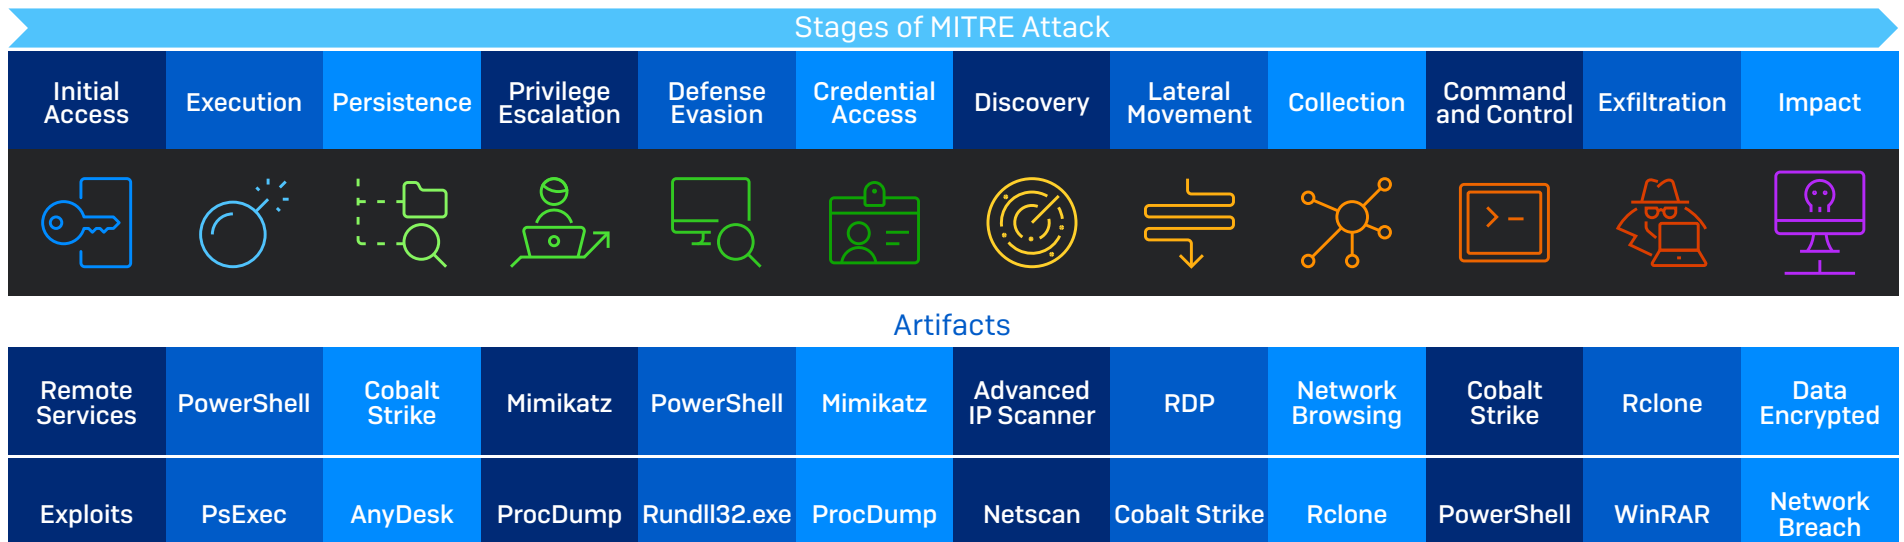 Stages of MITRE Attack
Initial
Access
Execution
Persistence
Privilege
Escalation
Defense
Evasion
Credential
Access
Discovery
Lateral
Movement
Collection
Command
and Control
Exfiltration
Impact
Artifacts
Remote
Services
PowerShell
Cobalt
Strike
Mimikatz
PowerShell
Mimikatz
Advanced
IP Scanner
RDP
Network
Browsing
Cobalt
Strike
Rclone
Data
Encrypted
Exploits
PsExec
AnyDesk
ProcDump
Rundll32.exe
ProcDump
Netscan
Cobalt Strike
Rclone
PowerShell
WinRAR
Network
Breach